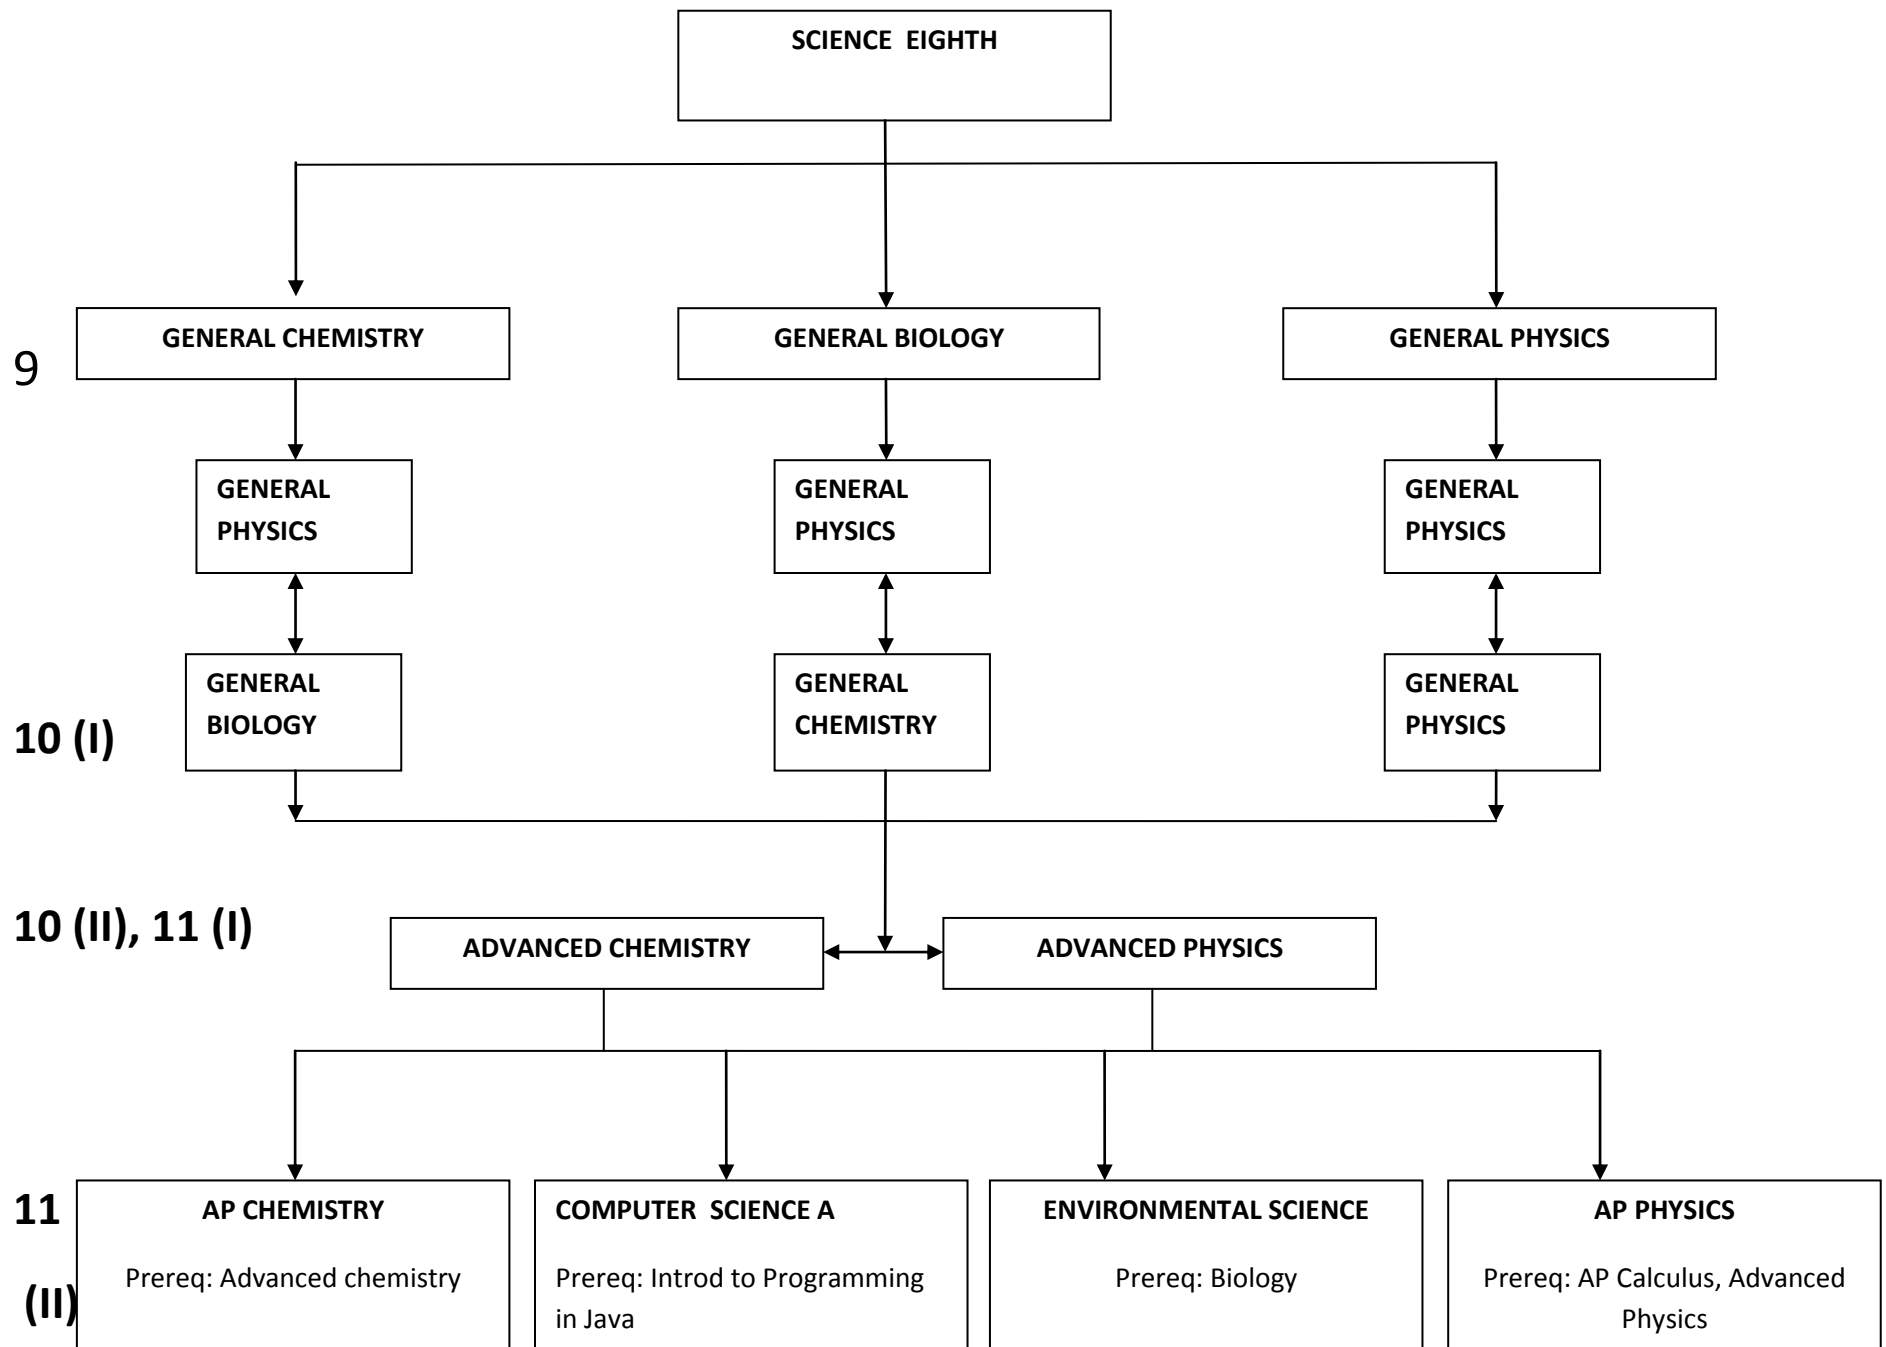 SCIENCE  EIGHTH
GENERAL CHEMISTRY
GENERAL BIOLOGY
GENERAL PHYSICS
9
GENERAL
PHYSICS
GENERAL
PHYSICS
GENERAL
PHYSICS
GENERAL
BIOLOGY
GENERAL
CHEMISTRY
GENERAL
PHYSICS
10 (I)
10 (II), 11 (I)
ADVANCED CHEMISTRY
ADVANCED PHYSICS
11
(II)
AP CHEMISTRY
Prereq: Advanced chemistry
COMPUTER  SCIENCE A
Prereq: Introd to Programming
in Java
ENVIRONMENTAL SCIENCE
Prereq: Biology
AP PHYSICS
Prereq: AP Calculus, Advanced
Physics